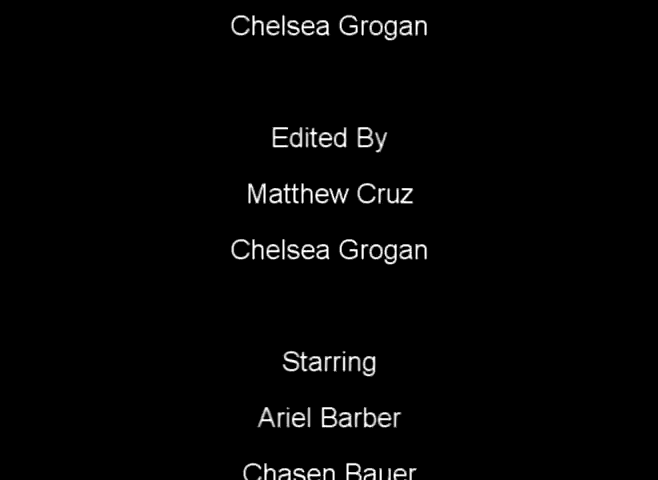 Chelsea Grogan
Edited By
Matthew Cruz
Chelsea Grogan
Starring
Ariel Barber
Chasen Bauer